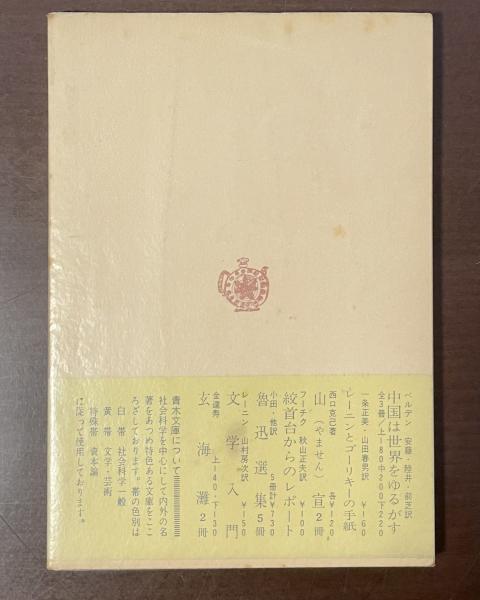 ベルデン　安藤・陸井・前芝訳
中国は世界をゆるがす
全3冊/上¥180中200下220
一条正美・山田春男訳　¥160
レーニンとゴーリキーの手紙
西口克己著　各¥120
山宣（やません）2冊
フーチク　秋山正夫訳　¥100
絞首台からのレポート
小田・他訳　5冊計¥730
魯迅選集5冊
レーニン　山村房次訳　¥150
文学入門
金達寿　上140・下130
玄海灘2冊
青木文庫について
社会科学を中心にして内外の名
著をあつめ特色ある文庫をここ
ろざしております。帯の色別は
白帯　社会科学一般
黄帯　文学・芸術
特殊帯　資本論
に従って使用しております。